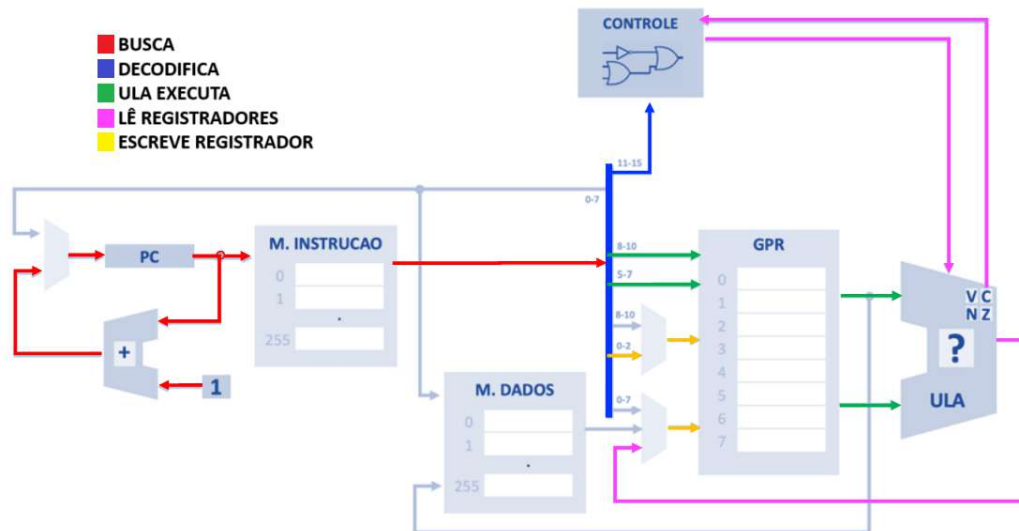 CONTROLE
BUSCA
DECODIFICA
ULA EXECUTA
LÊ REGISTRADORES
ESCREVE REGISTRADOR
11-15
0-7
M. INSTRUCAO
0
1
.
255
PC
+
1
8-10
5-7
8-10
0-2
0-7
GPR
0
1
2
3
4
5
6
7
V C
N Z
?
ULA
M. DADOS
0
1
.
255